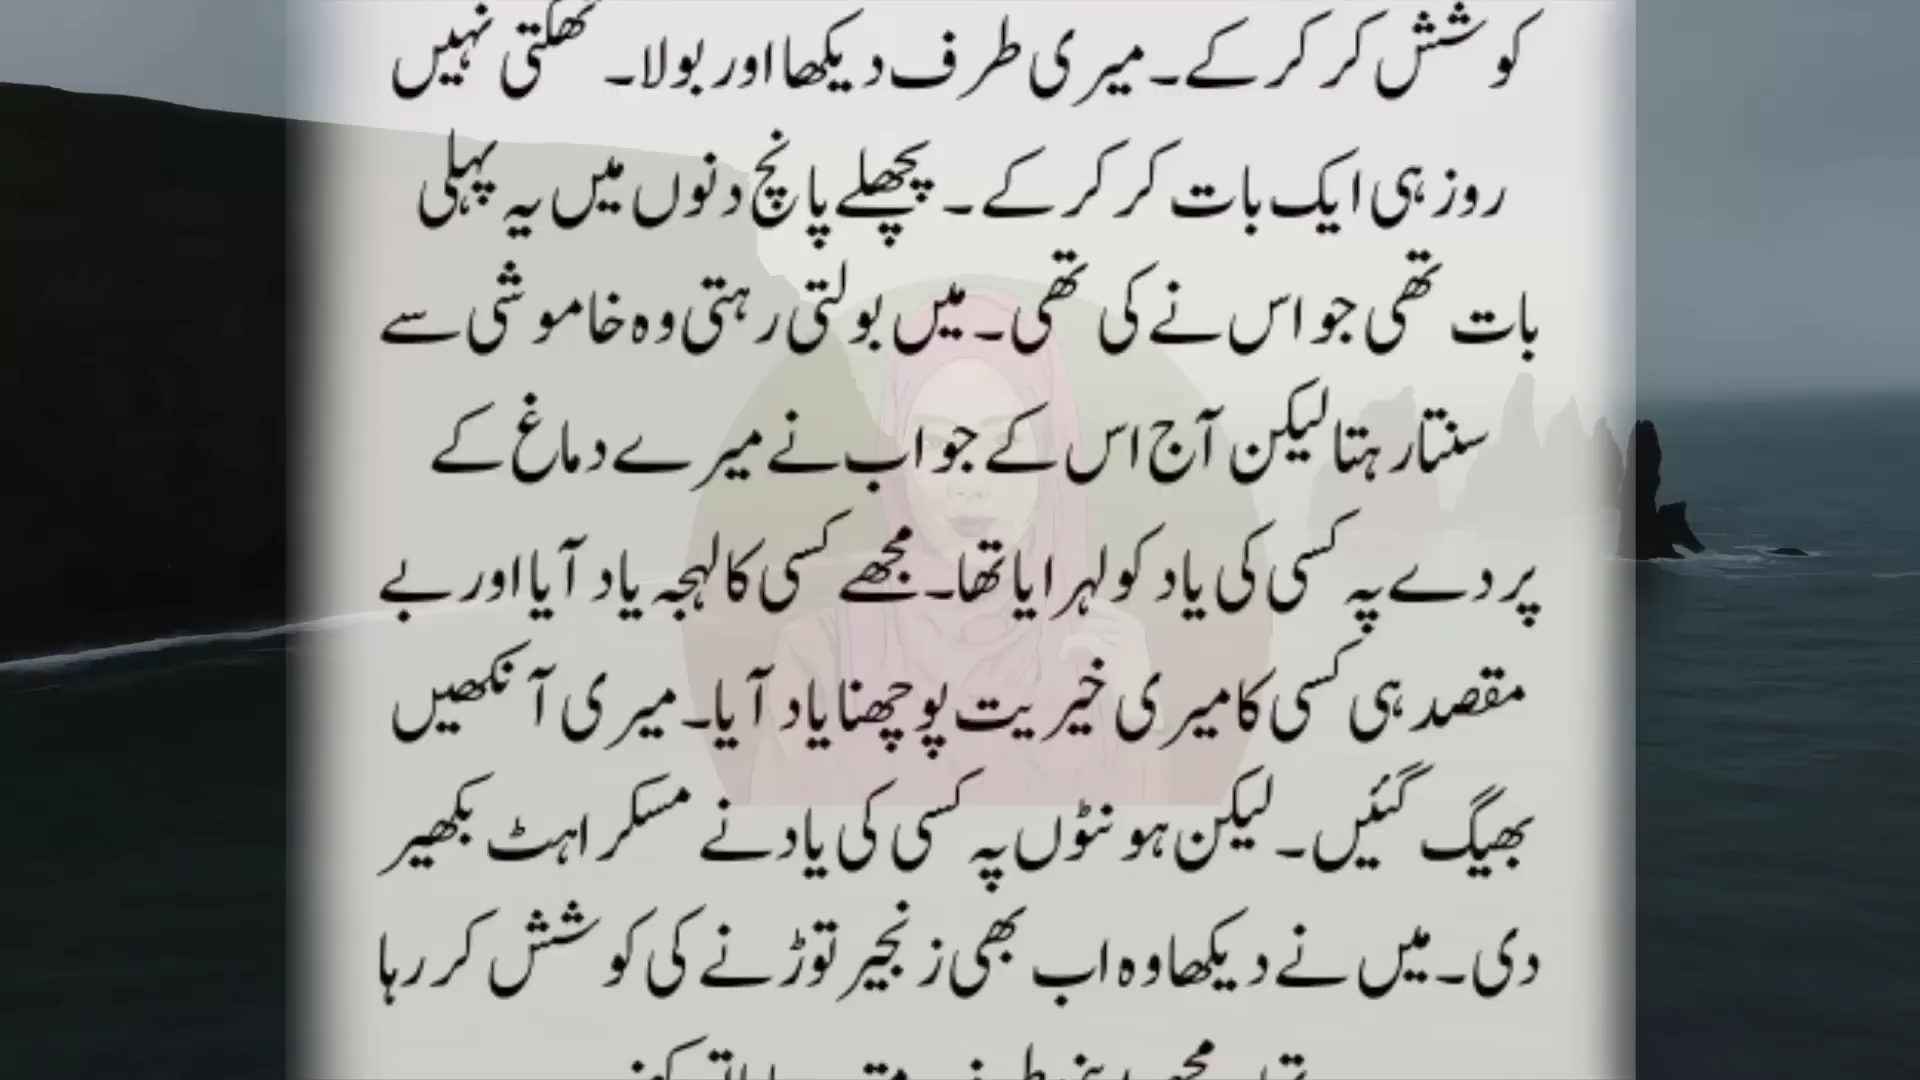 کوشش کر کر کے۔ میری طرف دیکھا اور بولا۔ تھکتی نہیں
روز ہی ایک بات کر کر کے۔ پچھلے پانچ دنوں میں یہ پہلی
بات تھی جو اس نے کی تھی۔ میں بولتی رہتی وہ خاموشی سے
سنتا رہتا لیکن آج اس کے جواب نے میرے دماغ کے
پردے پہ کسی کی یاد کو لہرایا تھا۔ مجھے کسی کا لہجہ یاد آیا اور بے
مقصد ہی کسی کا میری خیریت پوچھنا یاد آیا۔ میری آنکھیں
بھیگ گئیں۔ لیکن ہونٹوں پہ کسی کی یاد نے مسکراہٹ بکھیر
دی۔ میں نے دیکھا وہ اب بھی زنجیر توڑنے کی کوشش کر رہا